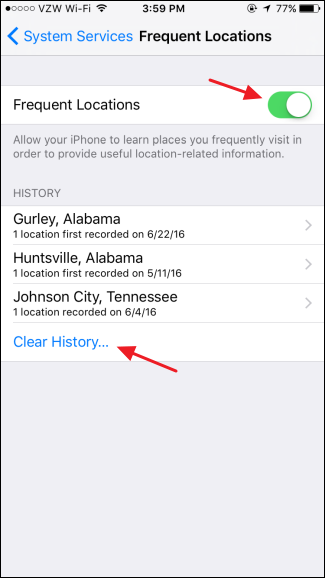 VZW Wi-Fi 3:59 PM 77%
System Services Frequent Locations
Frequent Locations
Allow your iPhone to learn places you frequently visit in
order to provide useful location-related information.
HISTORY
Gurley, Alabama
1 location first recorded on 6/22/16
Huntsville, Alabama
1 location first recorded on 5/11/16
Johnson City, Tennessee
1 location recorded on 6/4/16
Clear History...